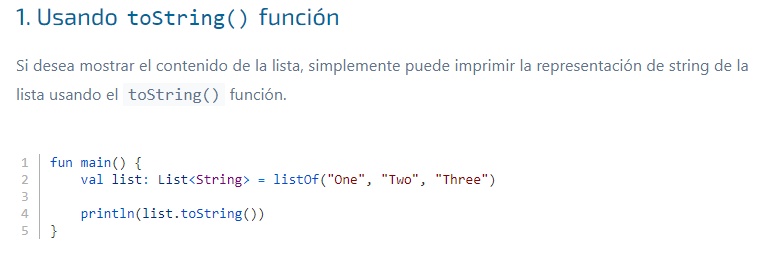 1. Usando toString() función
Si desea mostrar el contenido de la lista, simplemente puede imprimir la representación de string de la
lista usando el toString() función.
1 fun main() {
2     val list: List<String> = listOf("One", "Two", "Three")
3
4     println(list.toString())
5 }